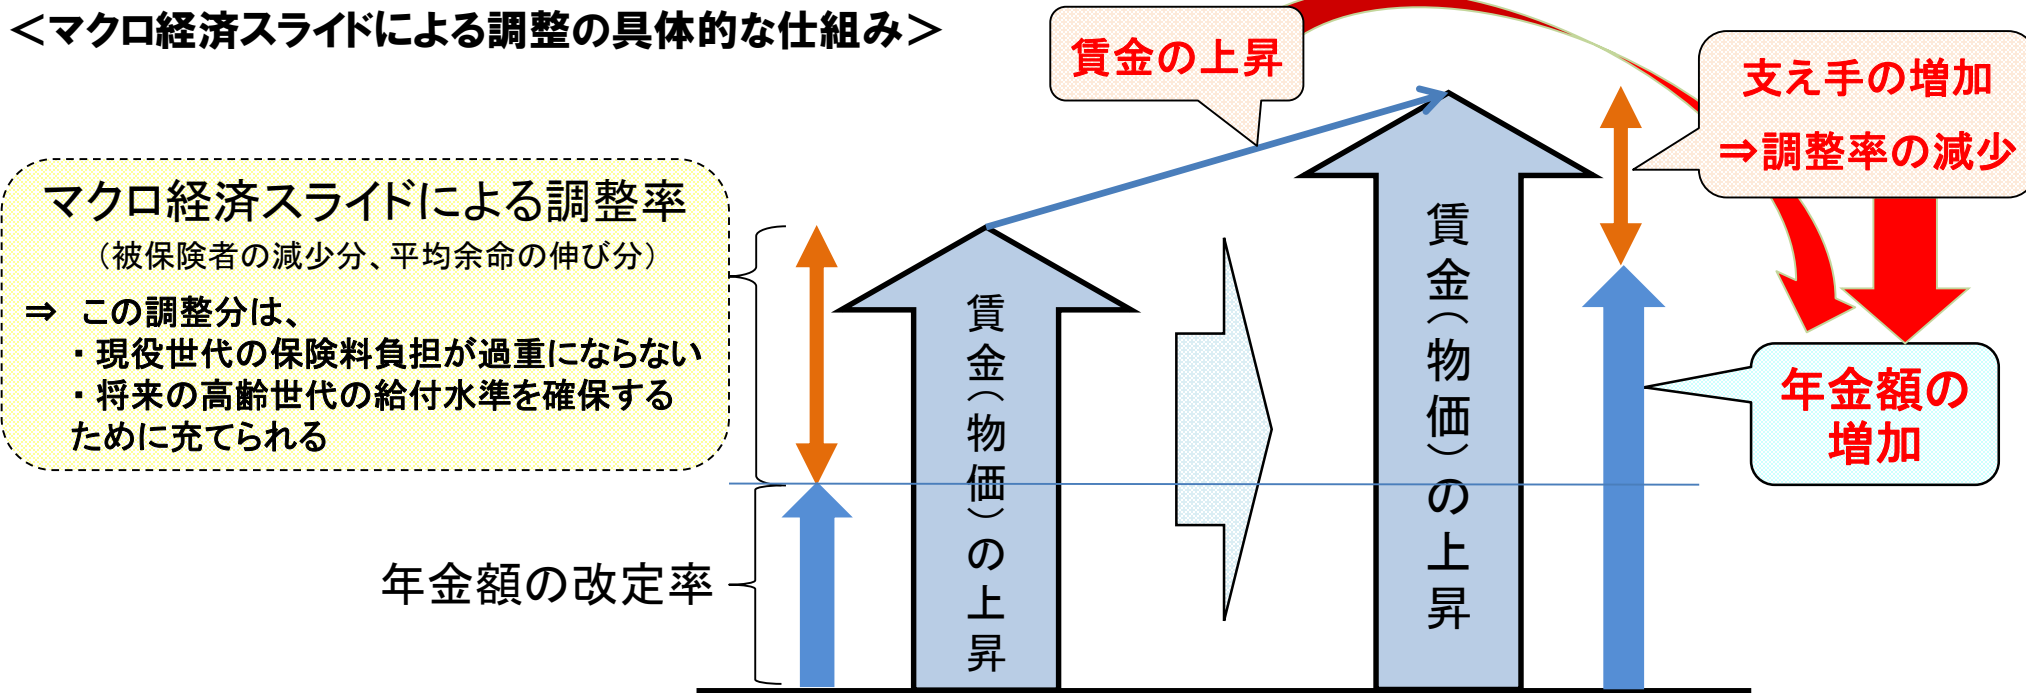 ＜マクロ経済スライドによる調整の具体的な仕組み＞
賃金の上昇
支え手の増加
⇒調整率の減少
マクロ経済スライドによる調整率
（被保険者の減少分、平均余命の伸び分）
⇒　この調整分は、
・現役世代の保険料負担が過重にならない
・将来の高齢世代の給付水準を確保する
ために充てられる
賃金（物価）の上昇
賃金（物価）の上昇
年金額の
増加
年金額の改定率